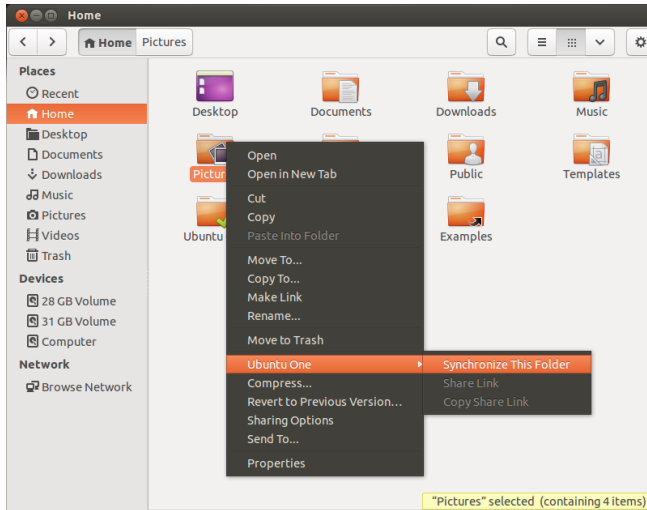 Home
Home Pictures
Places
Recent
Home
Desktop
Documents
Downloads
Music
Pictures
Videos
Trash
Devices
28 GB Volume
31 GB Volume
Computer
Network
Browse Network
Desktop
Documents
Downloads
Music
Public
Templates
Ubuntu
Examples
Open
Open in New Tab
Cut
Copy
Paste Into Folder
Move To...
Copy To...
Make Link
Rename...
Move to Trash
Ubuntu One
Compress...
Revert to Previous Version...
Sharing Options
Send To...
Properties
Synchronize This Folder
Share Link
Copy Share Link
"Pictures" selected (containing 4 items)